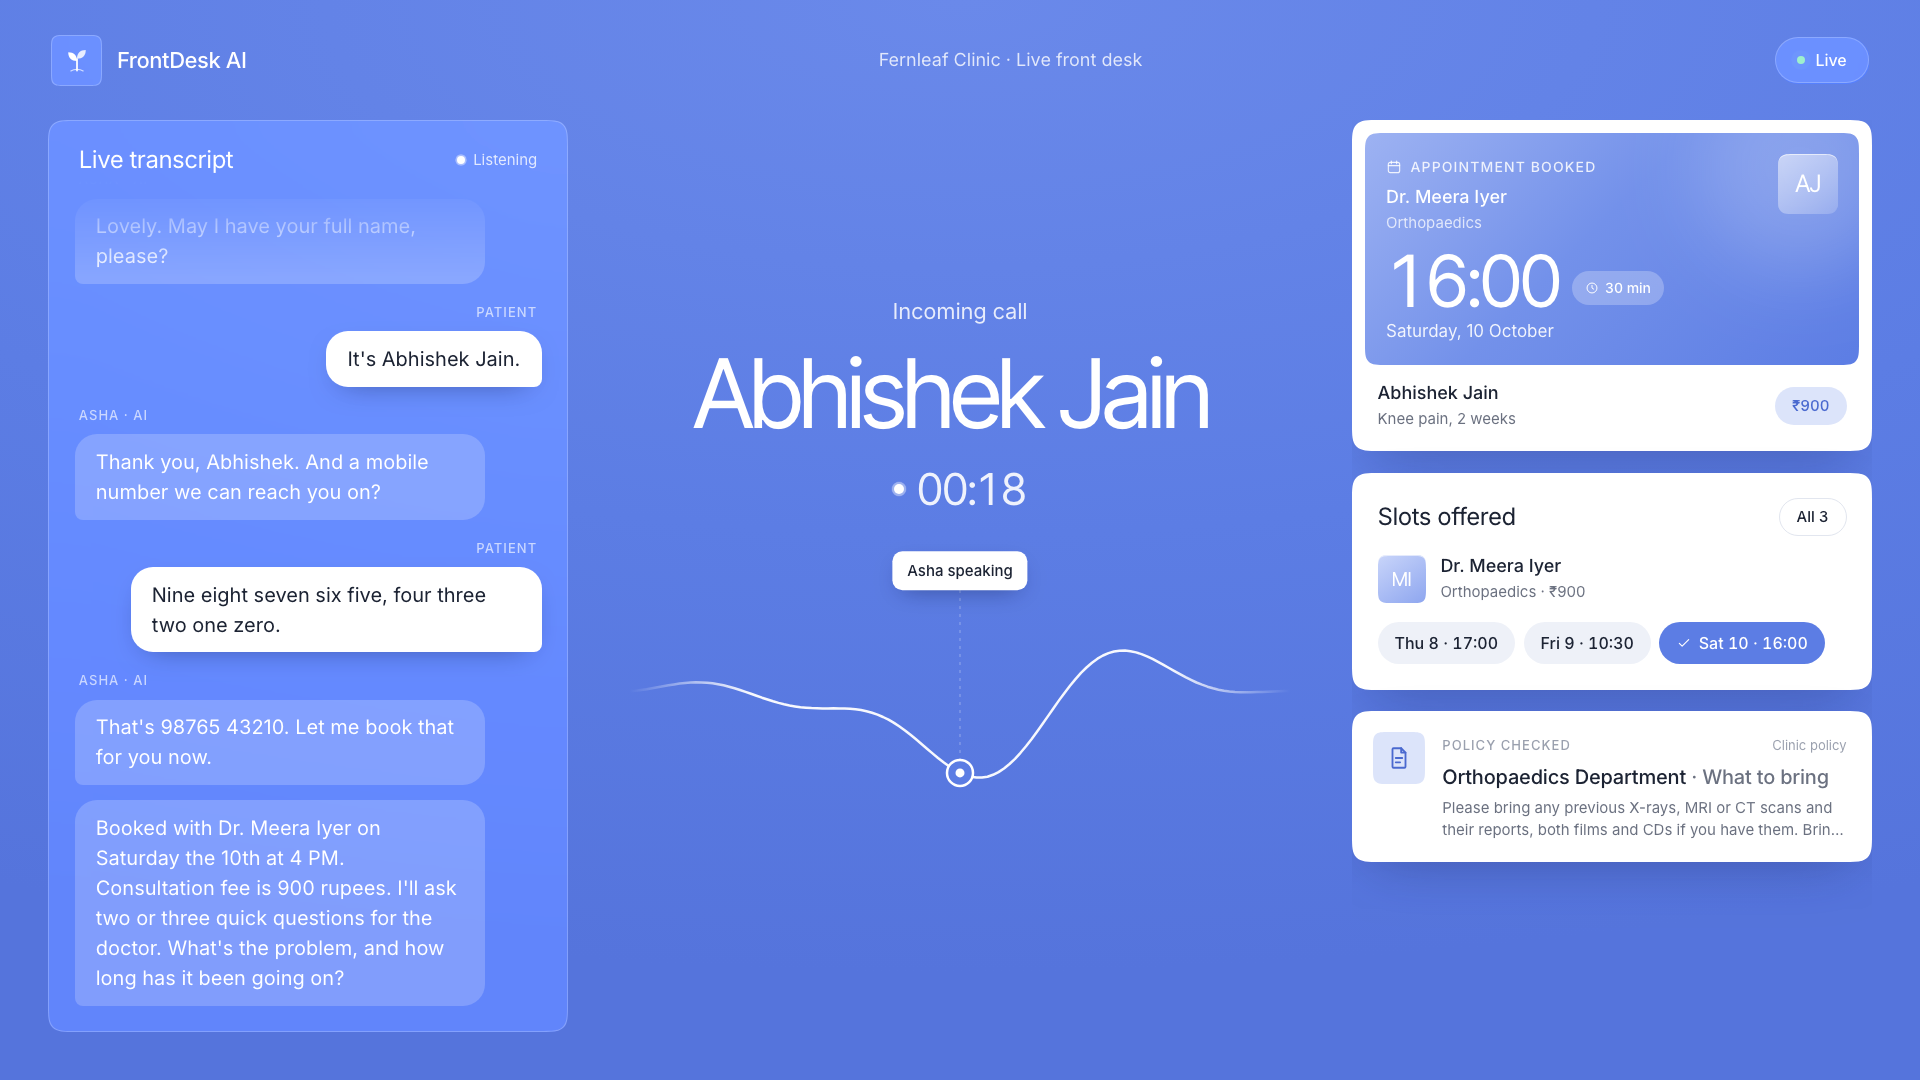 FrontDesk AI
Fernleaf Clinic · Live front desk
Live
Live transcript
Listening
Lovely. May I have your full name,
please?
PATIENT
It's Abhishek Jain.
ASHA · AI
Thank you, Abhishek. And a mobile
number we can reach you on?
PATIENT
Nine eight seven six five, four three
two one zero.
ASHA · AI
That's 98765 43210. Let me book that
for you now.
Booked with Dr. Meera Iyer on
Saturday the 10th at 4 PM.
Consultation fee is 900 rupees. I'll ask
two or three quick questions for the
doctor. What's the problem, and how
long has it been going on?
Incoming call
Abhishek Jain
00:18
Asha speaking
APPOINTMENT BOOKED
AJ
Dr. Meera Iyer
Orthopaedics
16:00
30 min
Saturday, 10 October
Abhishek Jain
Knee pain, 2 weeks
₹900
Slots offered
All 3
MI
Dr. Meera Iyer
Orthopaedics · ₹900
Thu 8 · 17:00
Fri 9 · 10:30
Sat 10 · 16:00
POLICY CHECKED
Clinic policy
Orthopaedics Department · What to bring
Please bring any previous X-rays, MRI or CT scans and
their reports, both films and CDs if you have them. Brin...